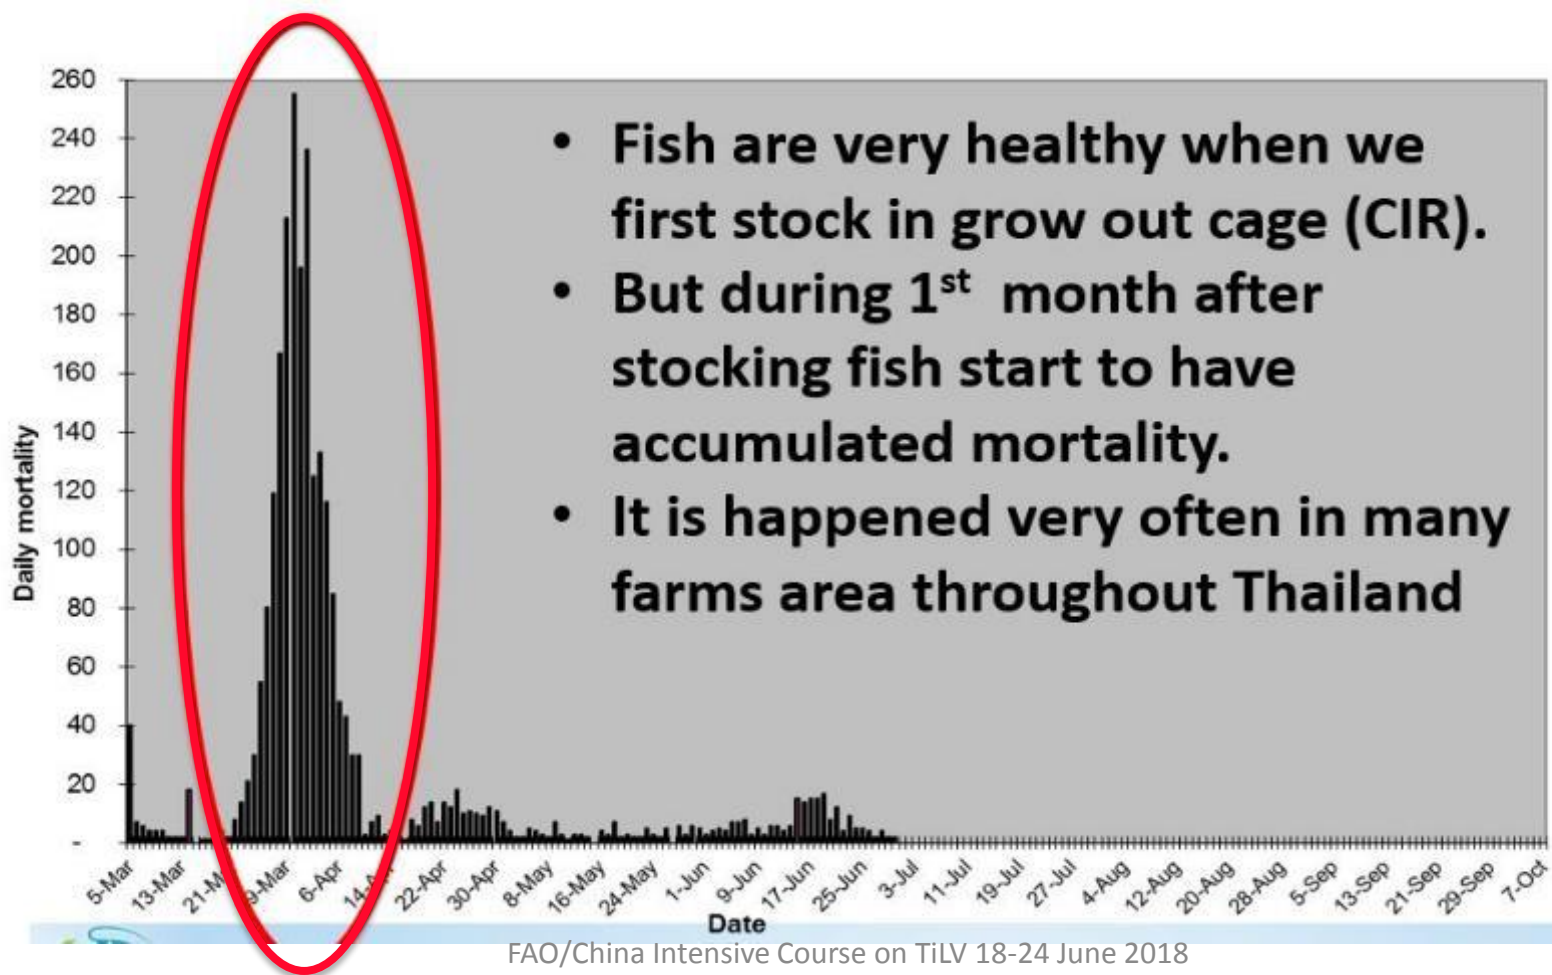 260
240
220
200
180
160
140
120
100
80
60
40
20
-
Daily mortality
• Fish are very healthy when we
first stock in grow out cage (CIR).
• But during 1st month after
stocking fish start to have
accumulated mortality.
• It is happened very often in many
farms area throughout Thailand
5-Mar
13-Mar
21-M
9-Mar
6-Apr
14-A
22-Apr
30-Apr
8-May
16-May
24-May
1-Jun
9-Jun
17-Jun
25-Jun
3-Jul
11-Jul
19-Jul
27-Jul
4-Aug
12-Aug
20-Aug
28-Aug
5-Sep
13-Sep
21-Sep
29-Sep
7-Oct
Date
FAO/China Intensive Course on TiLV 18-24 June 2018